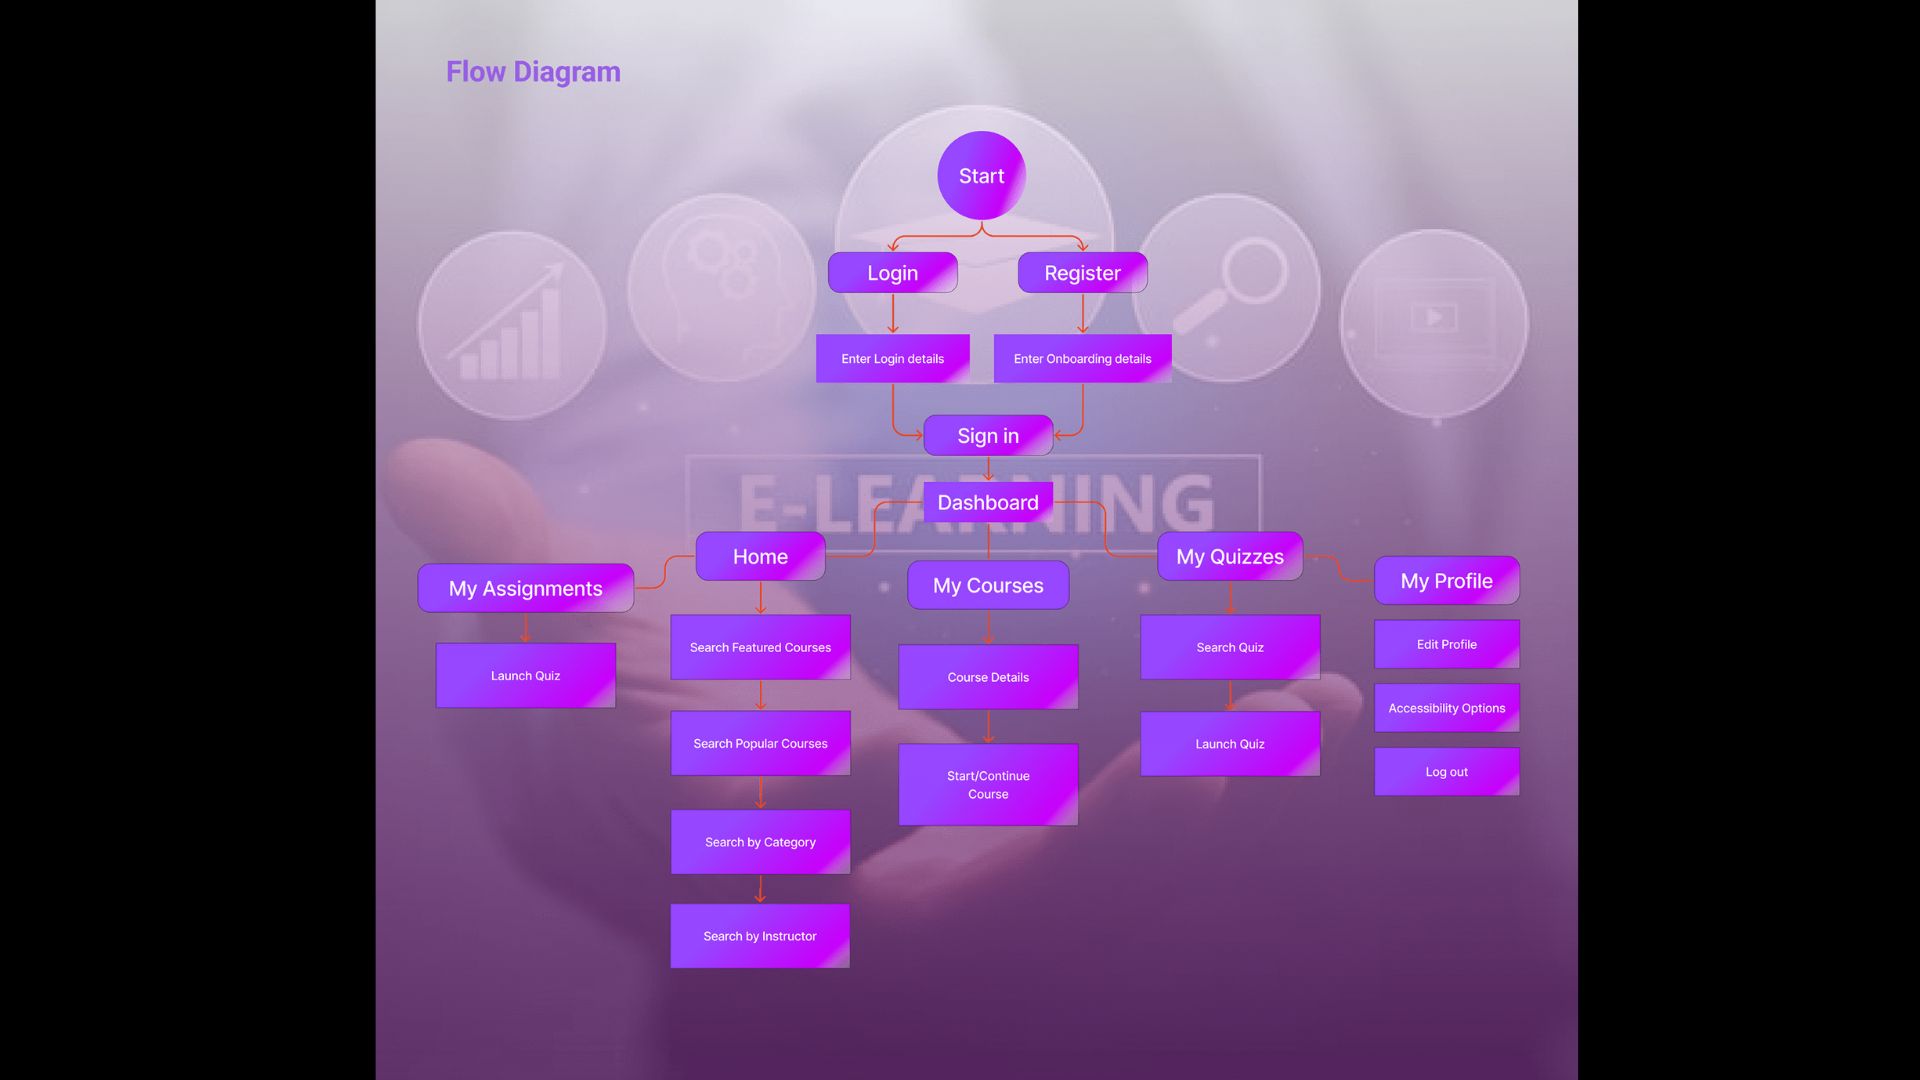 Flow Diagram
Start
Login
Register
Enter Login details
Enter Onboarding details
Sign in
E-LEARNING
Dashboard
Home
My Quizzes
My Assignments
My Courses
My Profile
Search Featured Courses
Search Quiz
Edit Profile
Launch Quiz
Course Details
Accessibility Options
Search Popular Courses
Launch Quiz
Start/Continue
Course
Log out
Search by Category
Search by Instructor